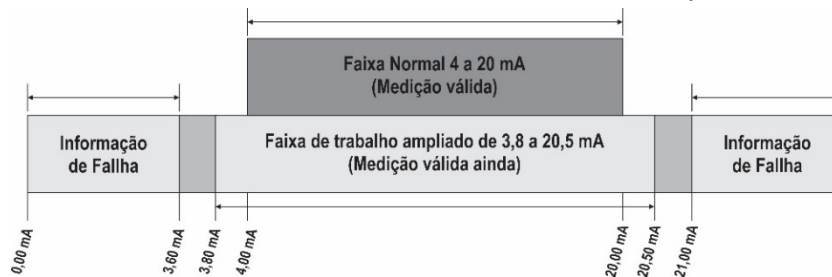 Faixa Normal 4 a 20 mA
(Medição válida)
Informação
de Fallha
Faixa de trabalho ampliado de 3,8 a 20,5 mA
(Medição válida ainda)
Informação
de Fallha
0,00 mA
3,60 mA
3,80 mA
4,00 mA
20,00 mA
20,50 mA
21,00 mA